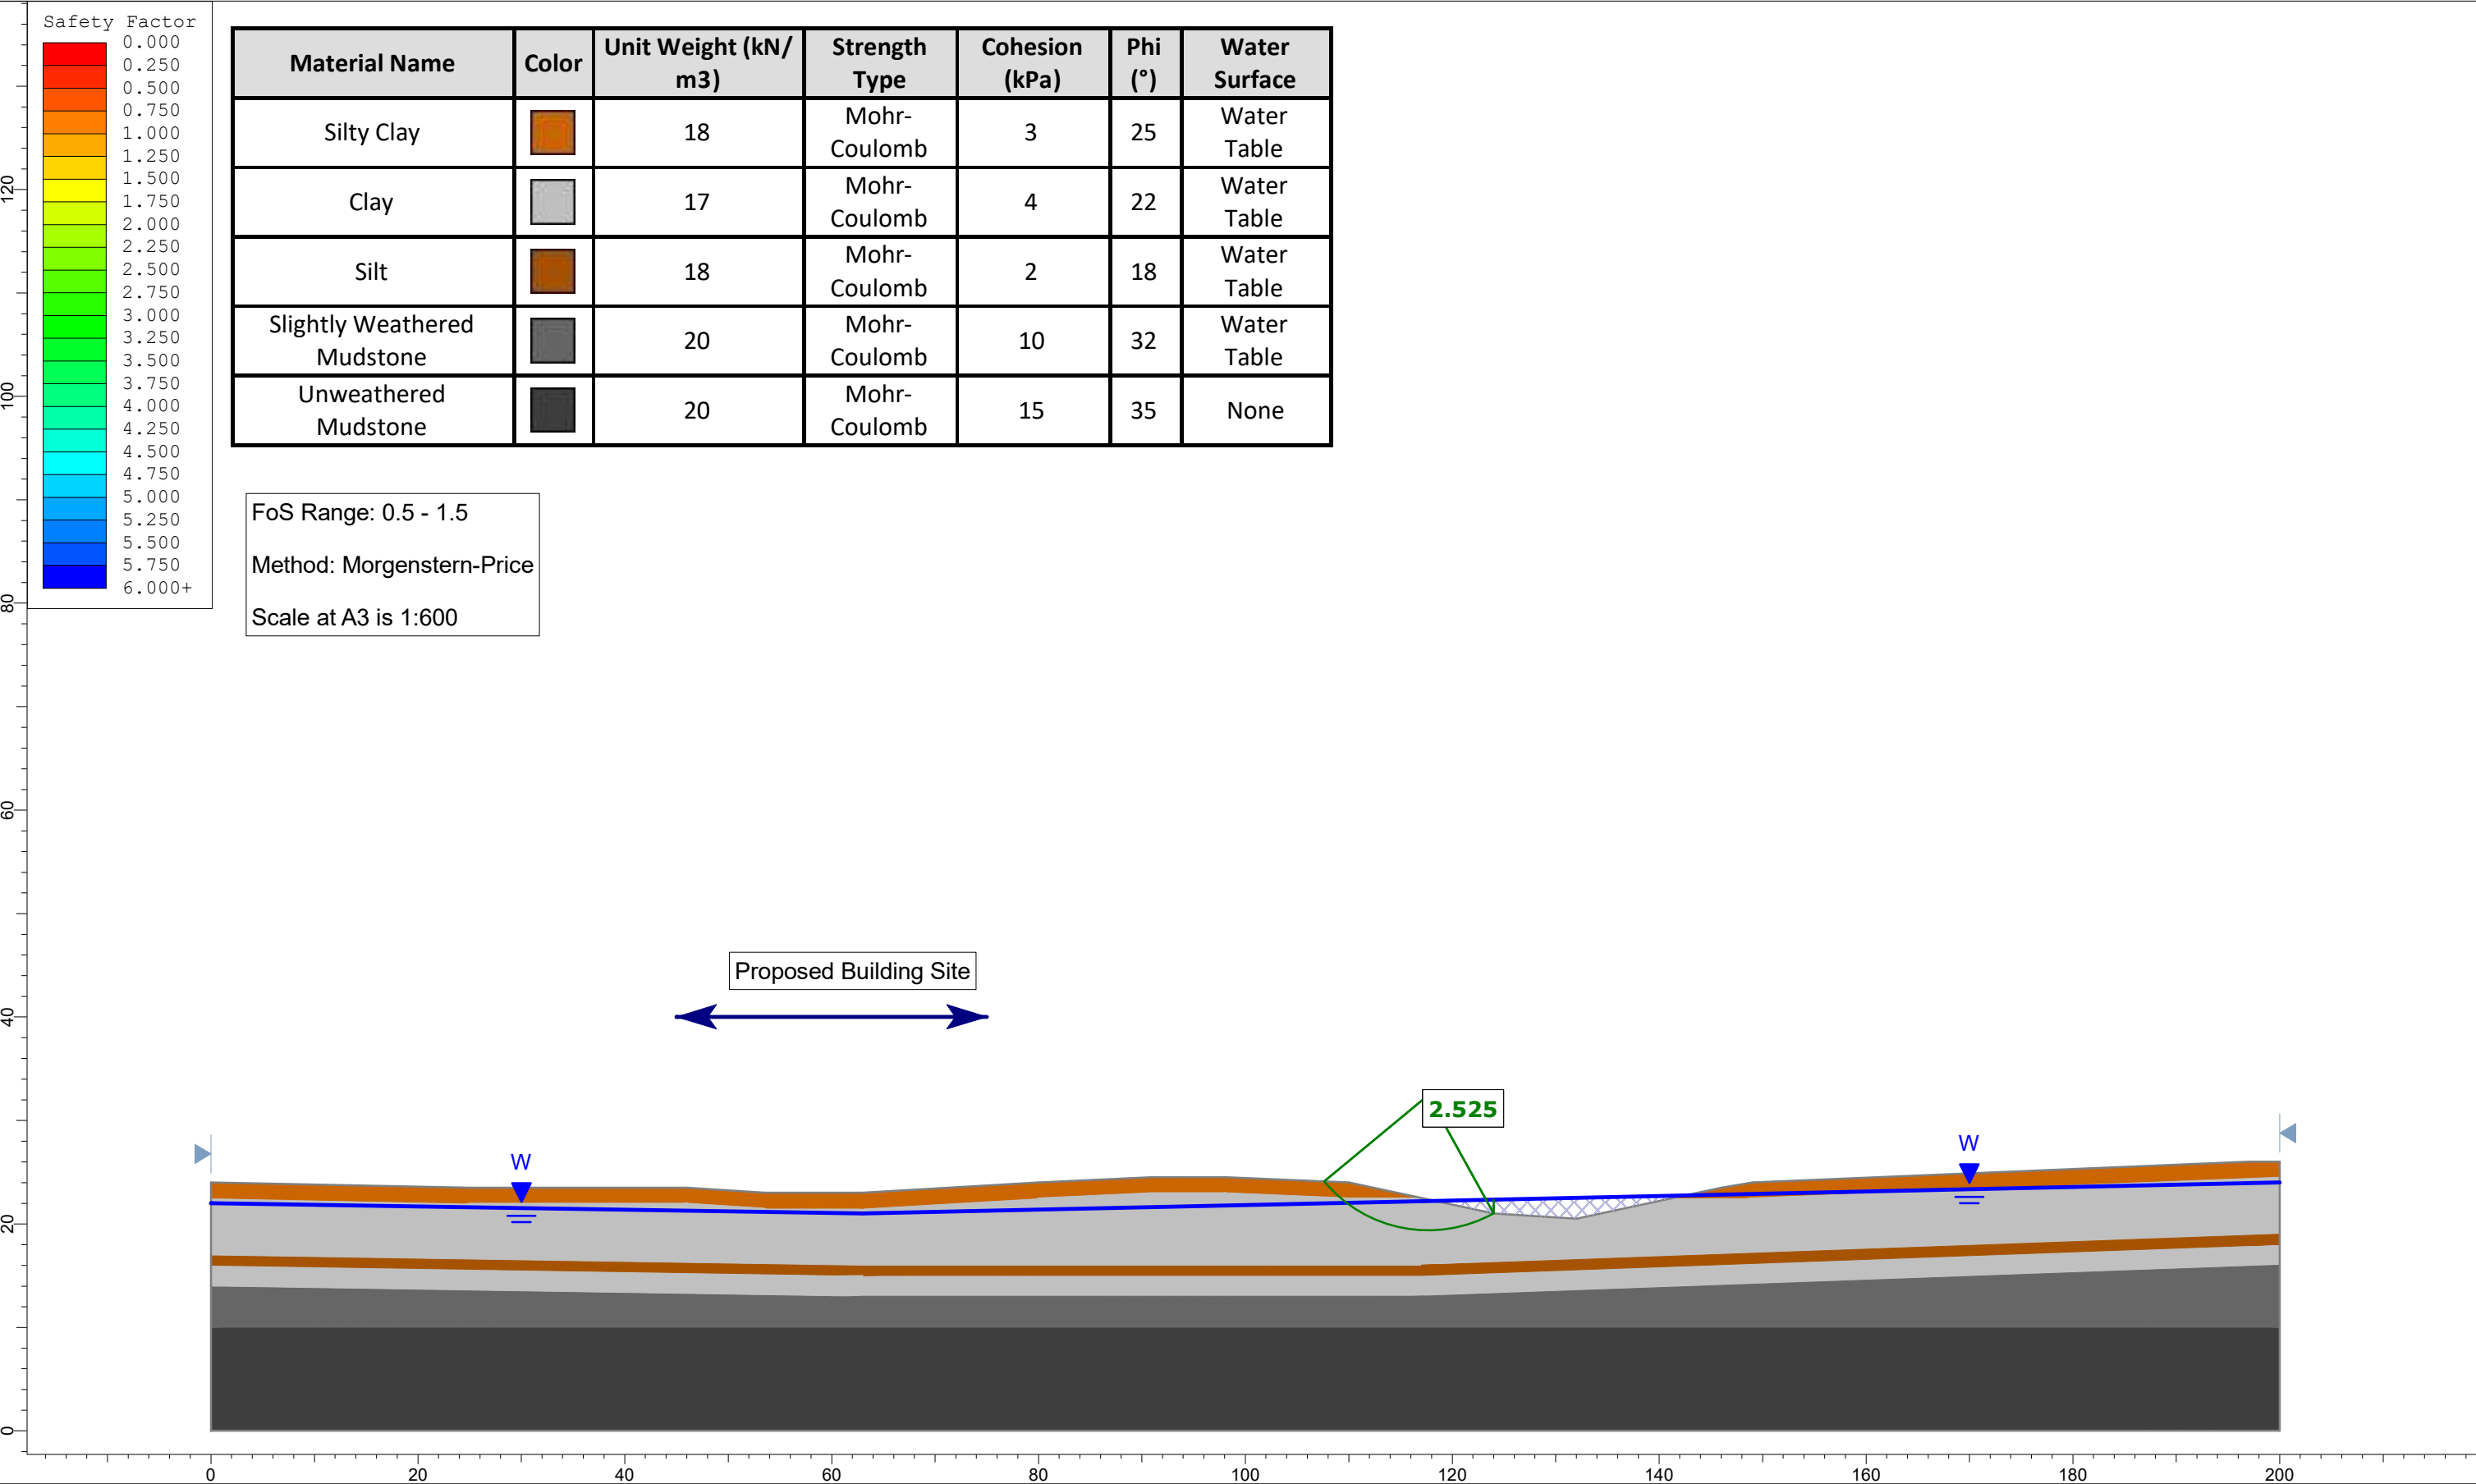 Safety Factor
0.000
0.250
0.500
0.750
1.000
1.250
1.500
1.750
2.000
2.250
2.500
2.750
3.000
3.250
3.500
3.750
4.000
4.250
4.500
4.750
5.000
5.250
5.500
5.750
6.000+
Material Name Color Unit Weight (kN/ Strength Cohesion Phi Water
m3) Type (kPa) (°) Surface
Silty Clay 18 Mohr- 3 25 Water
Coulomb Table
Clay 17 Mohr- 4 22 Water
Coulomb Table
Silt 18 Mohr- 2 18 Water
Coulomb Table
Slightly Weathered 20 Mohr- 10 32 Water
Mudstone Coulomb Table
Unweathered 20 Mohr- 15 35 None
Mudstone Coulomb
FoS Range: 0.5 - 1.5
Method: Morgenstern-Price
Scale at A3 is 1:600
Proposed Building Site
2.525
W
W
120
100
80
60
40
20
0
0 20 40 60 80 100 120 140 160 180 200